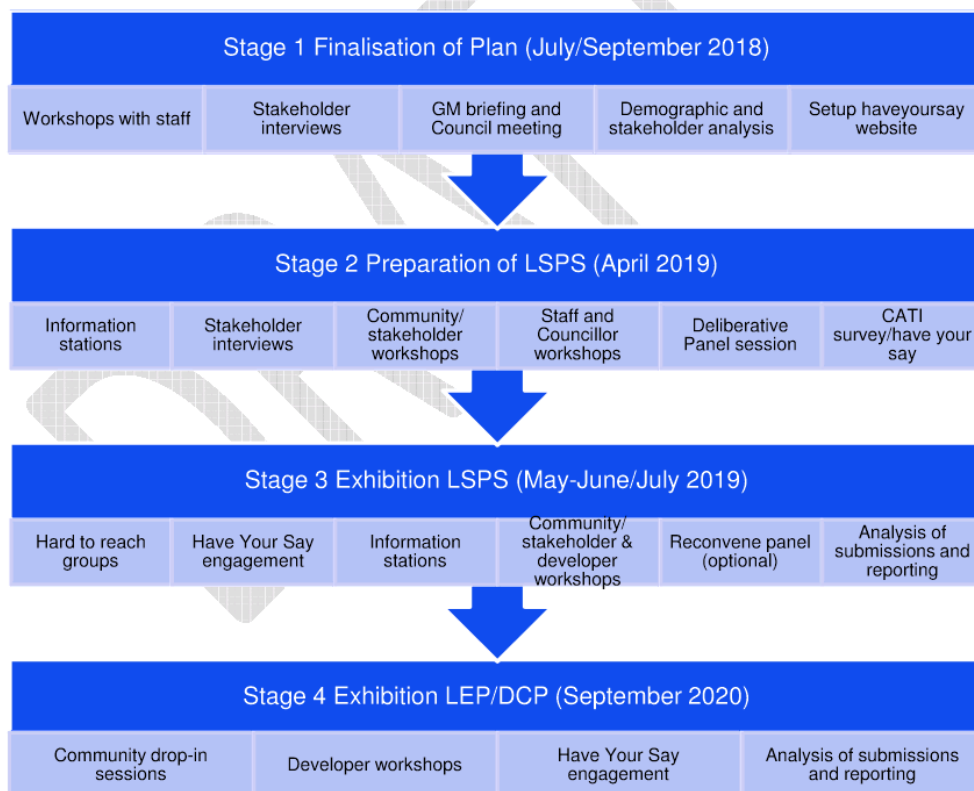 Stage 1 Finalisation of Plan (July/September 2018)
Workshops with staff
Stakeholder
interviews
GM briefing and
Council meeting
Demographic and
stakeholder analysis
Setup haveyoursay
website
Stage 2 Preparation of LSPS (April 2019)
Information
stations
Stakeholder
interviews
Community/
stakeholder
workshops
Staff and
Councillor
workshops
Deliberative
Panel session
CATI
survey/have your
say
Stage 3 Exhibition LSPS (May-June/July 2019)
Hard to reach
groups
Have Your Say
engagement
Information
stations
Community/
stakeholder &
developer
workshops
Reconvene panel
(optional)
Analysis of
submissions and
reporting
Stage 4 Exhibition LEP/DCP (September 2020)
Community drop-in
sessions
Developer workshops
Have Your Say
engagement
Analysis of submissions
and reporting